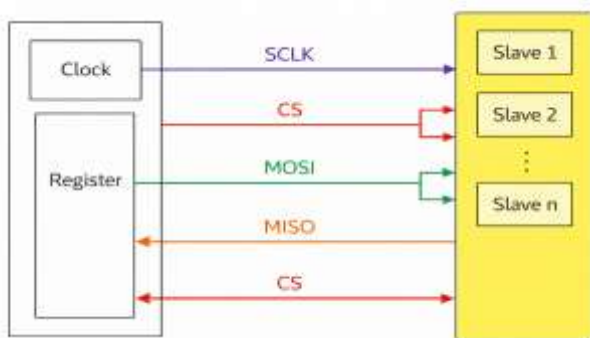 Clock
Register
SCLK
CS
MOSI
MISO
CS
Slave 1
Slave 2
Slave n